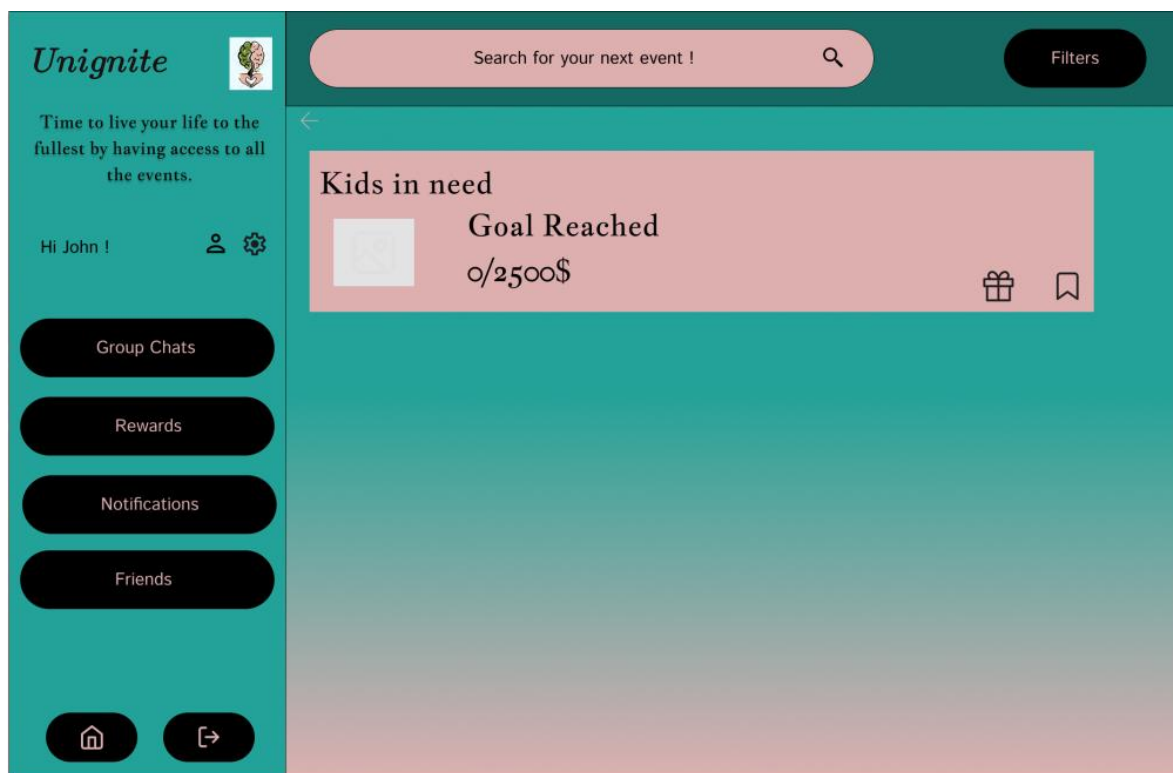 Unignite
Time to live your life to the
fullest by having access to all
the events.
Hi John !
Group Chats
Rewards
Notifications
Friends
Search for your next event !
Filters
Kids in need
Goal Reached
0/2500$